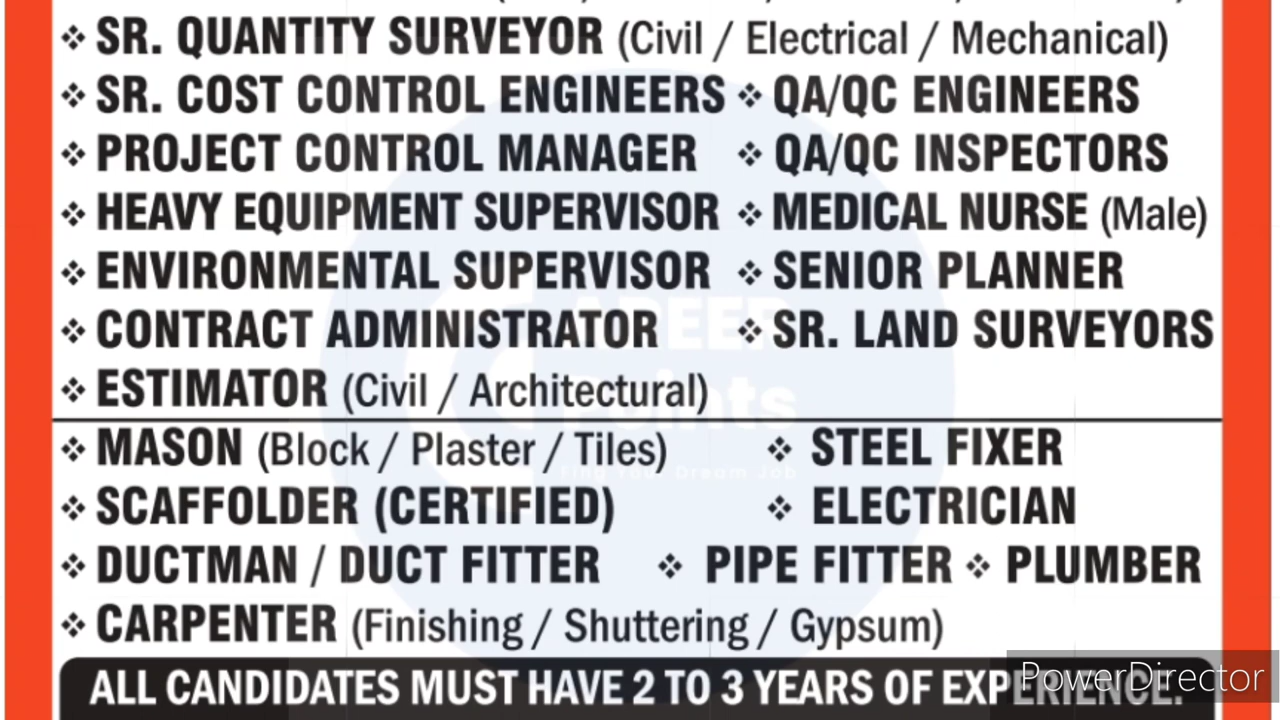 ❖ SR. QUANTITY SURVEYOR (Civil / Electrical / Mechanical)
❖ SR. COST CONTROL ENGINEERS ❖ QA/QC ENGINEERS
❖ PROJECT CONTROL MANAGER ❖ QA/QC INSPECTORS
❖ HEAVY EQUIPMENT SUPERVISOR ❖ MEDICAL NURSE (Male)
❖ ENVIRONMENTAL SUPERVISOR ❖ SENIOR PLANNER
❖ CONTRACT ADMINISTRATOR ❖ SR. LAND SURVEYORS
❖ ESTIMATOR (Civil / Architectural)
❖ MASON (Block / Plaster / Tiles) ❖ STEEL FIXER
❖ SCAFFOLDER (CERTIFIED) ❖ ELECTRICIAN
❖ DUCTMAN / DUCT FITTER ❖ PIPE FITTER ❖ PLUMBER
❖ CARPENTER (Finishing / Shuttering / Gypsum)
ALL CANDIDATES MUST HAVE 2 TO 3 YEARS OF EXPERIENCE.
PowerDirector